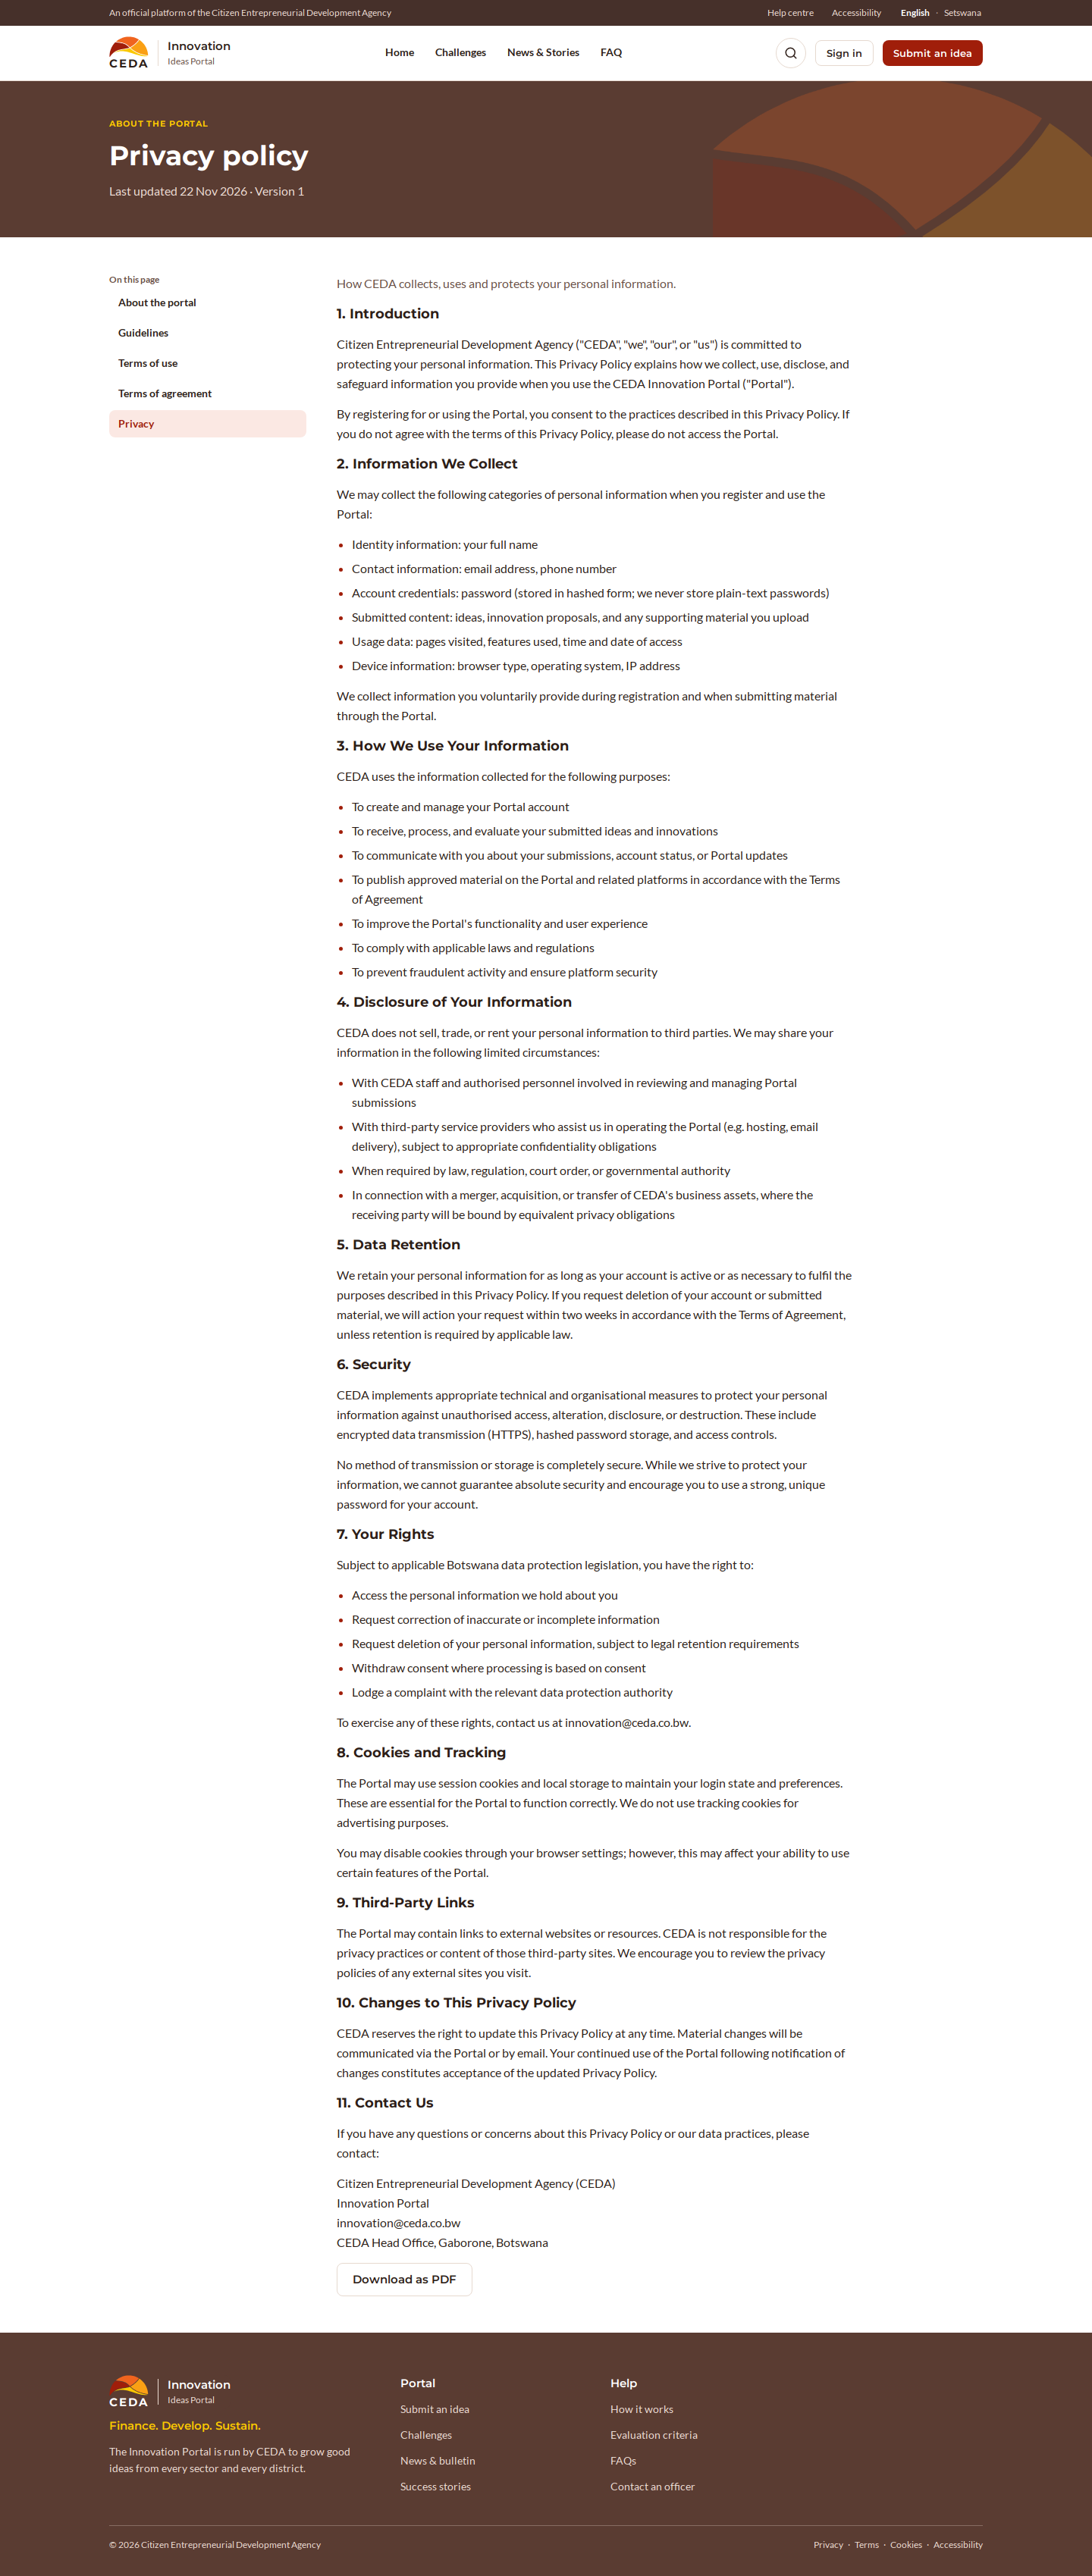 An official platform of the Citizen Entrepreneurial Development Agency
Help centre Accessibility English · Setswana
CEDA
Innovation
Ideas Portal
Home Challenges News & Stories FAQ
Sign in Submit an idea
ABOUT THE PORTAL
Privacy policy
Last updated 22 Nov 2026 · Version 1
On this page
About the portal
Guidelines
Terms of use
Terms of agreement
Privacy
How CEDA collects, uses and protects your personal information.
1. Introduction
Citizen Entrepreneurial Development Agency ("CEDA", "we", "our", or "us") is committed to
protecting your personal information. This Privacy Policy explains how we collect, use, disclose, and
safeguard information you provide when you use the CEDA Innovation Portal ("Portal").
By registering for or using the Portal, you consent to the practices described in this Privacy Policy. If
you do not agree with the terms of this Privacy Policy, please do not access the Portal.
2. Information We Collect
We may collect the following categories of personal information when you register and use the
Portal:
• Identity information: your full name
• Contact information: email address, phone number
• Account credentials: password (stored in hashed form; we never store plain-text passwords)
• Submitted content: ideas, innovation proposals, and any supporting material you upload
• Usage data: pages visited, features used, time and date of access
• Device information: browser type, operating system, IP address
We collect information you voluntarily provide during registration and when submitting material
through the Portal.
3. How We Use Your Information
CEDA uses the information collected for the following purposes:
• To create and manage your Portal account
• To receive, process, and evaluate your submitted ideas and innovations
• To communicate with you about your submissions, account status, or Portal updates
• To publish approved material on the Portal and related platforms in accordance with the Terms
of Agreement
• To improve the Portal's functionality and user experience
• To comply with applicable laws and regulations
• To prevent fraudulent activity and ensure platform security
4. Disclosure of Your Information
CEDA does not sell, trade, or rent your personal information to third parties. We may share your
information in the following limited circumstances:
• With CEDA staff and authorised personnel involved in reviewing and managing Portal
submissions
• With third-party service providers who assist us in operating the Portal (e.g. hosting, email
delivery), subject to appropriate confidentiality obligations
• When required by law, regulation, court order, or governmental authority
• In connection with a merger, acquisition, or transfer of CEDA's business assets, where the
receiving party will be bound by equivalent privacy obligations
5. Data Retention
We retain your personal information for as long as your account is active or as necessary to fulfil the
purposes described in this Privacy Policy. If you request deletion of your account or submitted
material, we will action your request within two weeks in accordance with the Terms of Agreement,
unless retention is required by applicable law.
6. Security
CEDA implements appropriate technical and organisational measures to protect your personal
information against unauthorised access, alteration, disclosure, or destruction. These include
encrypted data transmission (HTTPS), hashed password storage, and access controls.
No method of transmission or storage is completely secure. While we strive to protect your
information, we cannot guarantee absolute security and encourage you to use a strong, unique
password for your account.
7. Your Rights
Subject to applicable Botswana data protection legislation, you have the right to:
• Access the personal information we hold about you
• Request correction of inaccurate or incomplete information
• Request deletion of your personal information, subject to legal retention requirements
• Withdraw consent where processing is based on consent
• Lodge a complaint with the relevant data protection authority
To exercise any of these rights, contact us at innovation@ceda.co.bw.
8. Cookies and Tracking
The Portal may use session cookies and local storage to maintain your login state and preferences.
These are essential for the Portal to function correctly. We do not use tracking cookies for
advertising purposes.
You may disable cookies through your browser settings; however, this may affect your ability to use
certain features of the Portal.
9. Third-Party Links
The Portal may contain links to external websites or resources. CEDA is not responsible for the
privacy practices or content of those third-party sites. We encourage you to review the privacy
policies of any external sites you visit.
10. Changes to This Privacy Policy
CEDA reserves the right to update this Privacy Policy at any time. Material changes will be
communicated via the Portal or by email. Your continued use of the Portal following notification of
changes constitutes acceptance of the updated Privacy Policy.
11. Contact Us
If you have any questions or concerns about this Privacy Policy or our data practices, please
contact:
Citizen Entrepreneurial Development Agency (CEDA)
Innovation Portal
innovation@ceda.co.bw
CEDA Head Office, Gaborone, Botswana
Download as PDF
CEDA
Innovation
Ideas Portal
Finance. Develop. Sustain.
The Innovation Portal is run by CEDA to grow good
ideas from every sector and every district.
Portal
Submit an idea
Challenges
News & bulletin
Success stories
Help
How it works
Evaluation criteria
FAQs
Contact an officer
© 2026 Citizen Entrepreneurial Development Agency
Privacy · Terms · Cookies · Accessibility